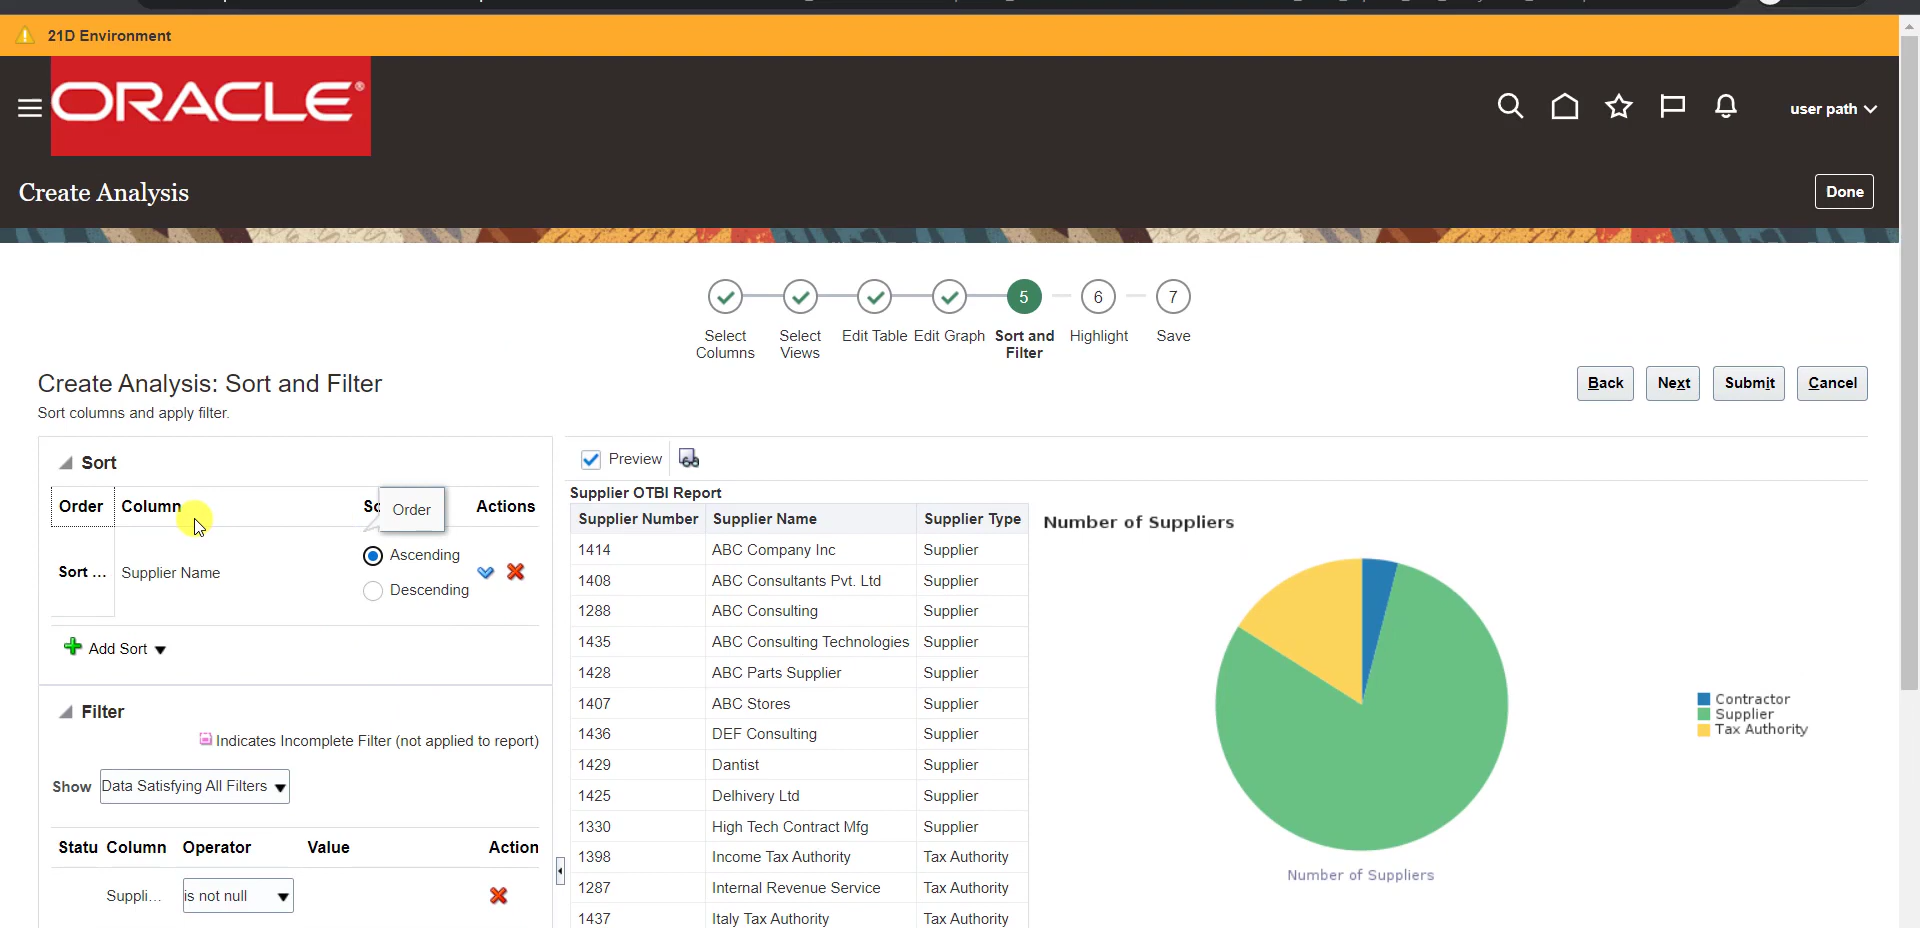 21D Environment
ORACLE®
user path
Create Analysis
Done
5
6
7
Select Columns
Select Views
Edit Table
Edit Graph
Sort and Filter
Highlight
Save
Create Analysis: Sort and Filter
Sort columns and apply filter.
Back
Next
Submit
Cancel
Sort
Order
Column
Order
Actions
Sort ...
Supplier Name
Ascending
Descending
Add Sort
Filter
Indicates Incomplete Filter (not applied to report)
Show
Data Satisfying All Filters
Statu Column Operator Value Action
Suppli...
is not null
Preview
Supplier OTBI Report
Supplier Number Supplier Name Supplier Type
1414 ABC Company Inc Supplier
1408 ABC Consultants Pvt. Ltd Supplier
1288 ABC Consulting Supplier
1435 ABC Consulting Technologies Supplier
1428 ABC Parts Supplier Supplier
1407 ABC Stores Supplier
1436 DEF Consulting Supplier
1429 Dantist Supplier
1425 Delhivery Ltd Supplier
1330 High Tech Contract Mfg Supplier
1398 Income Tax Authority Tax Authority
1287 Internal Revenue Service Tax Authority
1437 Italy Tax Authority Tax Authority
Number of Suppliers
Contractor
Supplier
Tax Authority
Number of Suppliers